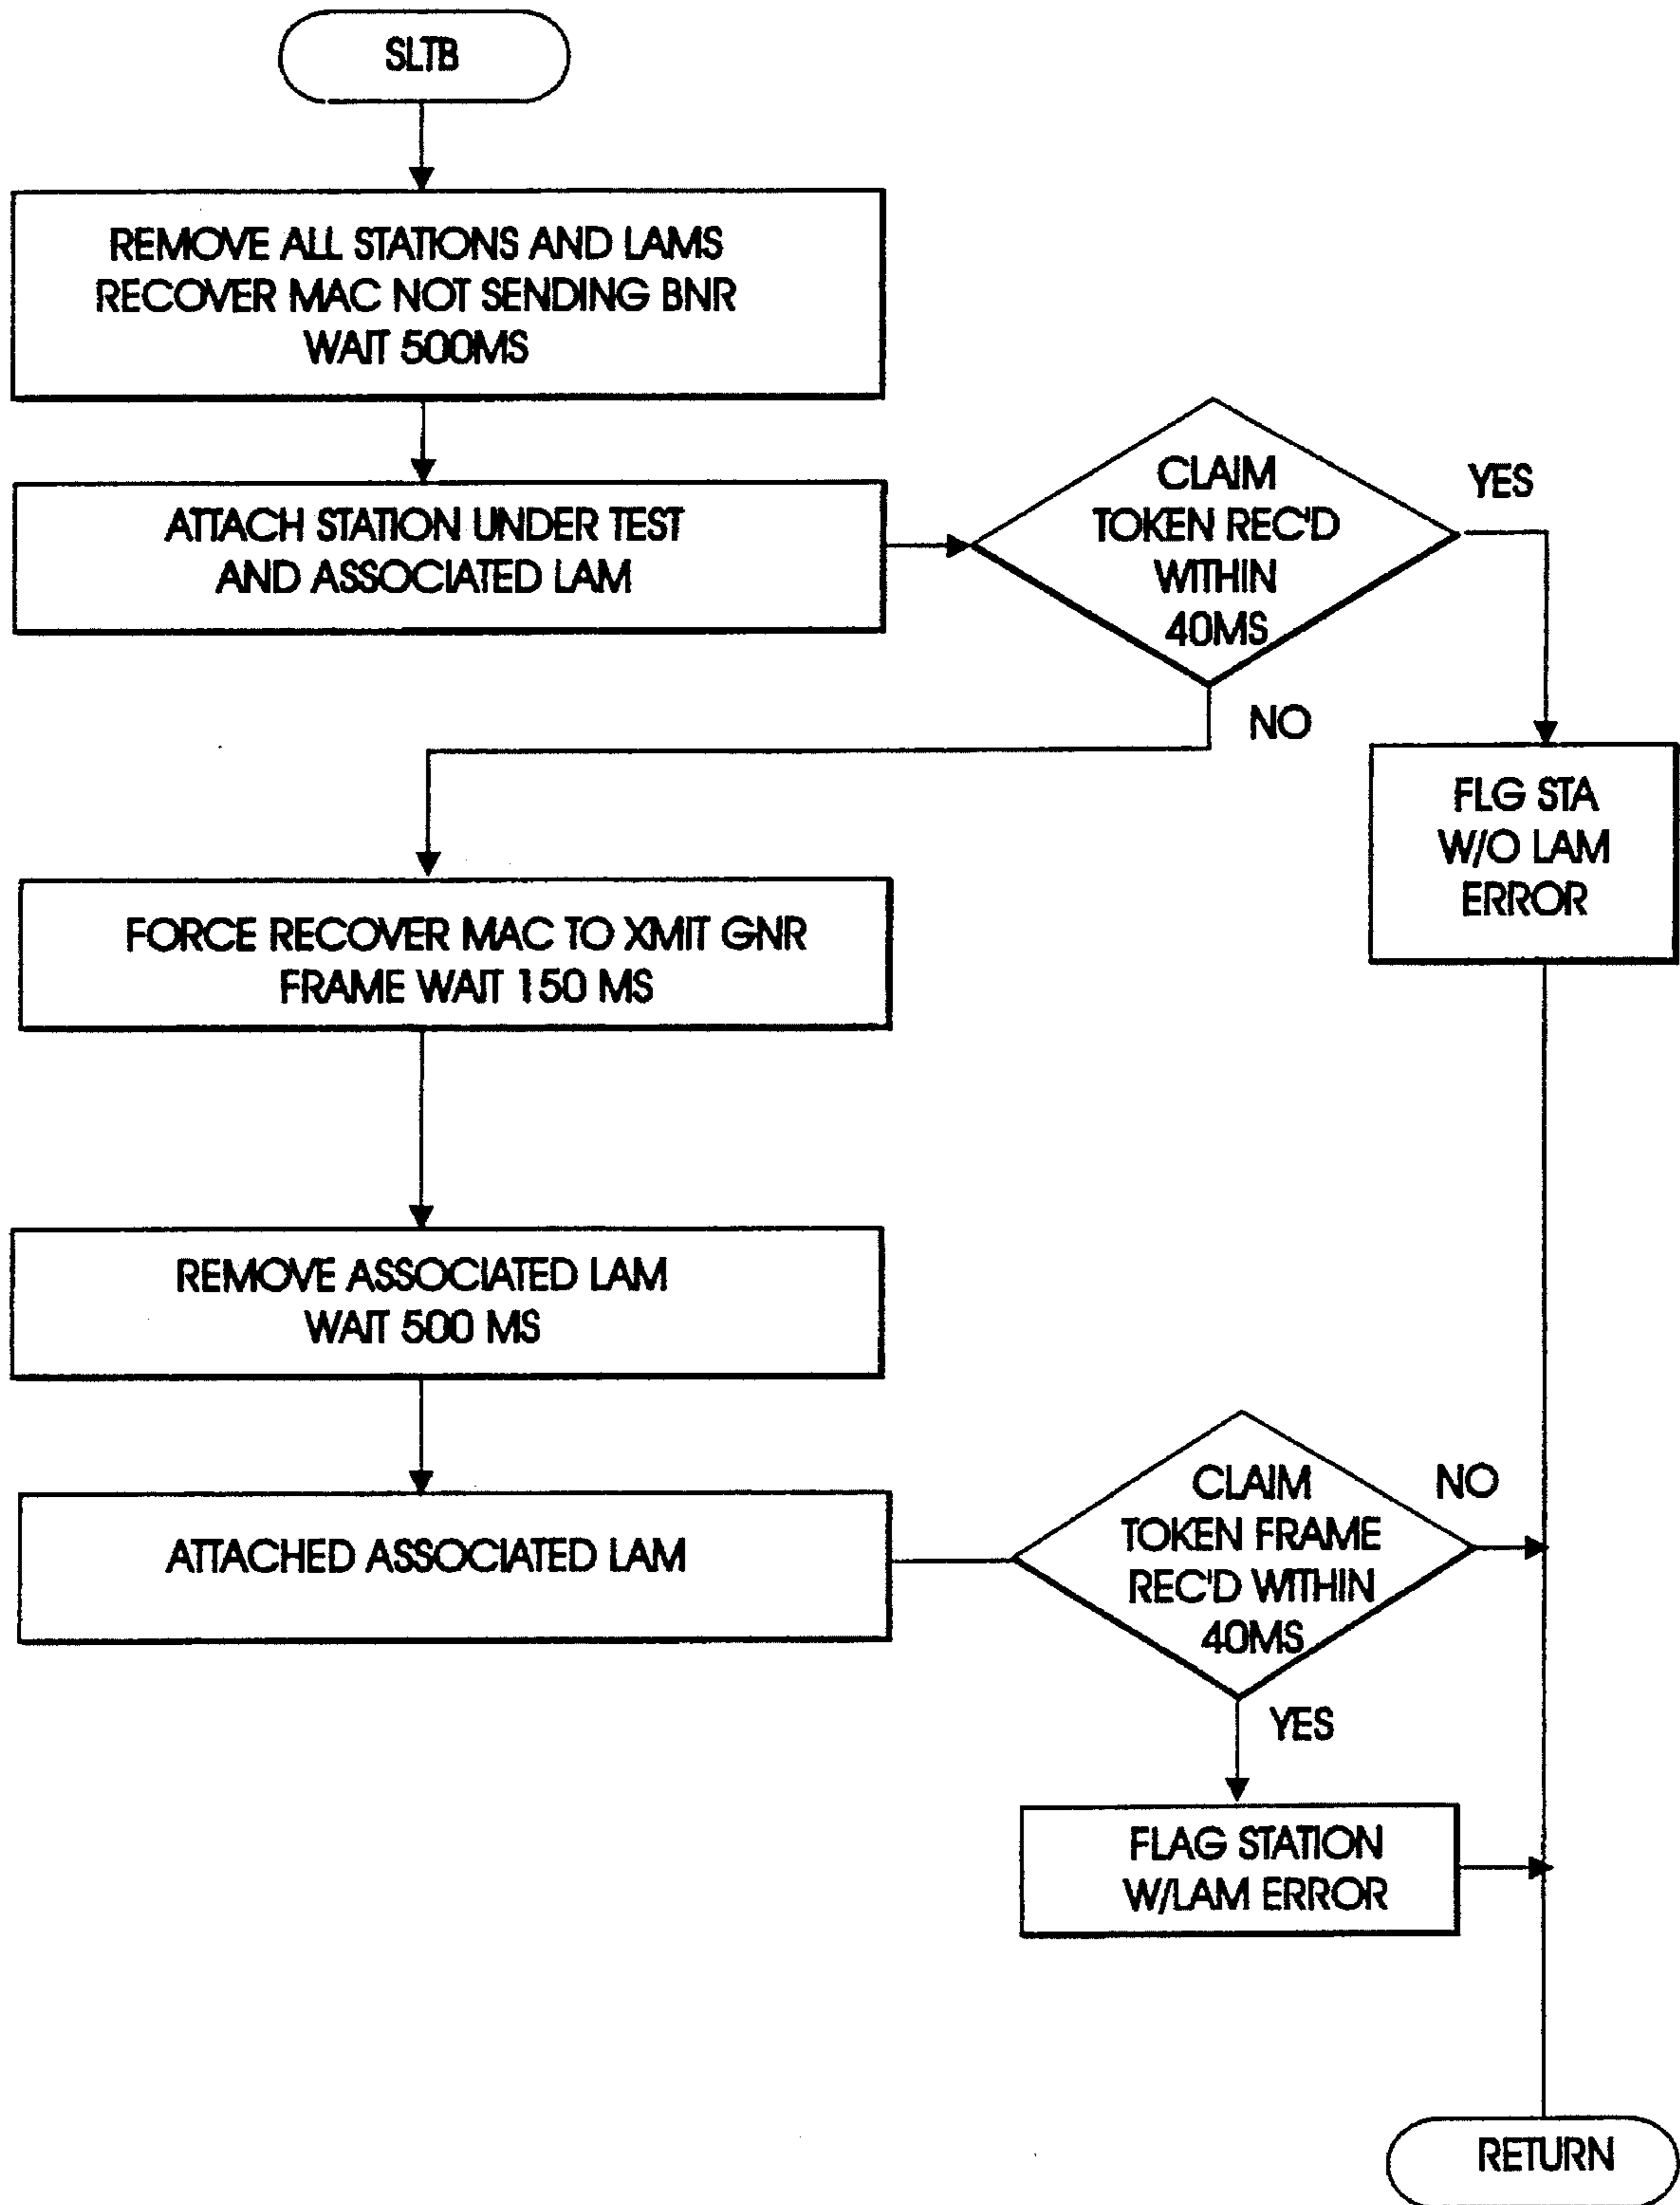 SLTB
REMOVE ALL STATIONS AND LAMS
RECOVER MAC NOT SENDING BNR
WAIT 500MS
ATTACH STATION UNDER TEST
AND ASSOCIATED LAM
CLAIM
TOKEN REC'D
WITHIN
40MS
YES
NO
FLG STA
W/O LAM
ERROR
FORCE RECOVER MAC TO XMIT GNR
FRAME WAIT 150 MS
REMOVE ASSOCIATED LAM
WAIT 500 MS
ATTACHED ASSOCIATED LAM
CLAIM
TOKEN FRAME
REC'D WITHIN
40MS
NO
YES
FLAG STATION
W/LAM ERROR
RETURN